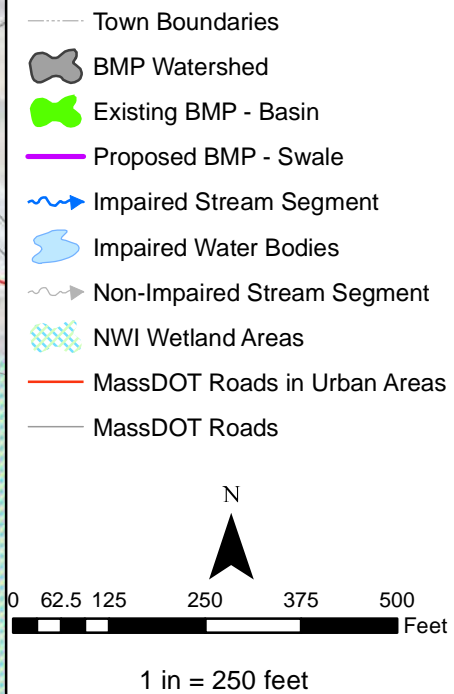 Town Boundaries
BMP Watershed
Existing BMP - Basin
Proposed BMP - Swale
Impaired Stream Segment
Impaired Water Bodies
Non-Impaired Stream Segment
NWI Wetland Areas
MassDOT Roads in Urban Areas
MassDOT Roads
N
0 62.5 125 250 375 500
Feet
1 in = 250 feet